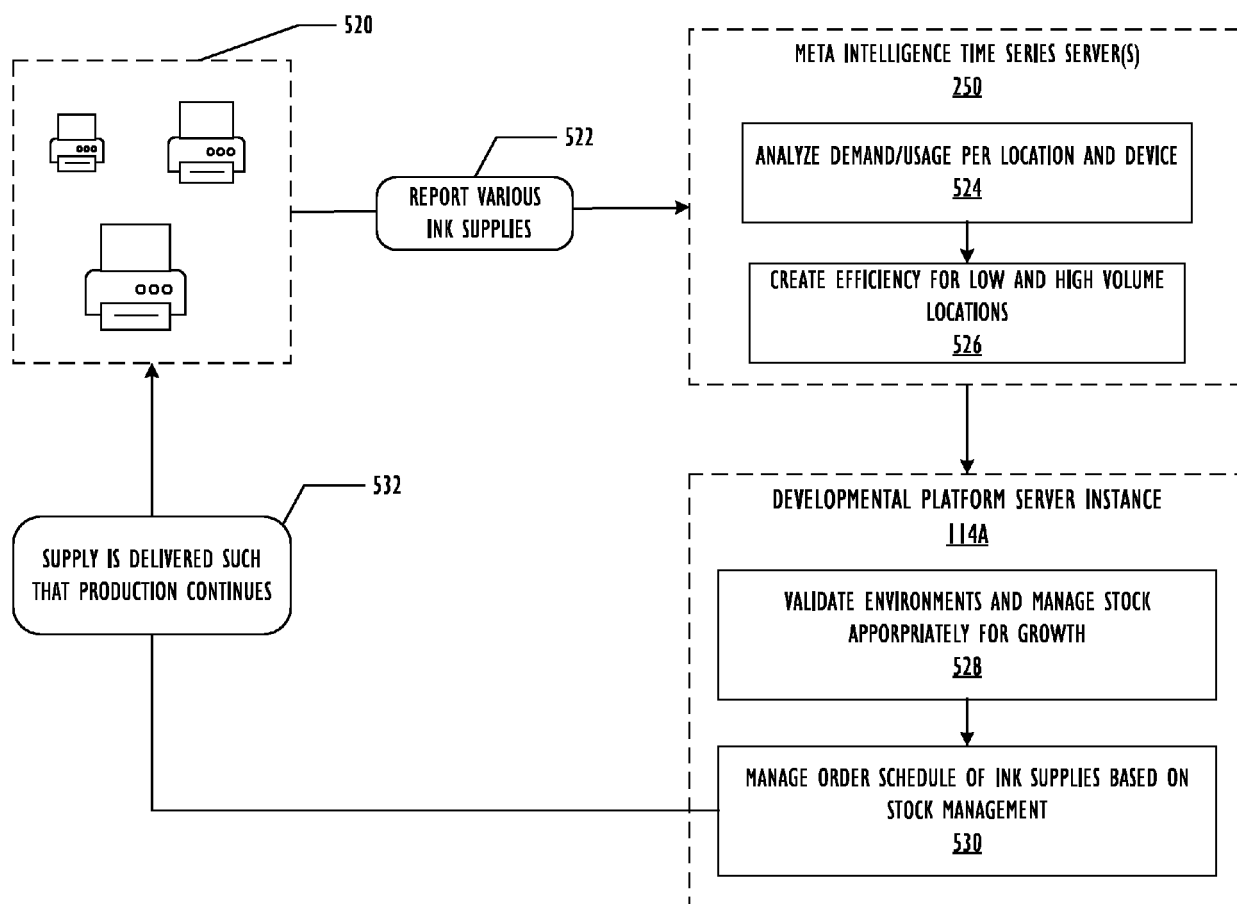 520
522
REPORT VARIOUS
INK SUPPLIES
META INTELLIGENCE TIME SERIES SERVER(S)
250
ANALYZE DEMAND/USAGE PER LOCATION AND DEVICE
524
CREATE EFFICIENCY FOR LOW AND HIGH VOLUME
LOCATIONS
526
DEVELOPMENTAL PLATFORM SERVER INSTANCE
114A
VALIDATE ENVIRONMENTS AND MANAGE STOCK
APPORPRIATELY FOR GROWTH
528
MANAGE ORDER SCHEDULE OF INK SUPPLIES BASED ON
STOCK MANAGEMENT
530
532
SUPPLY IS DELIVERED SUCH
THAT PRODUCTION CONTINUES